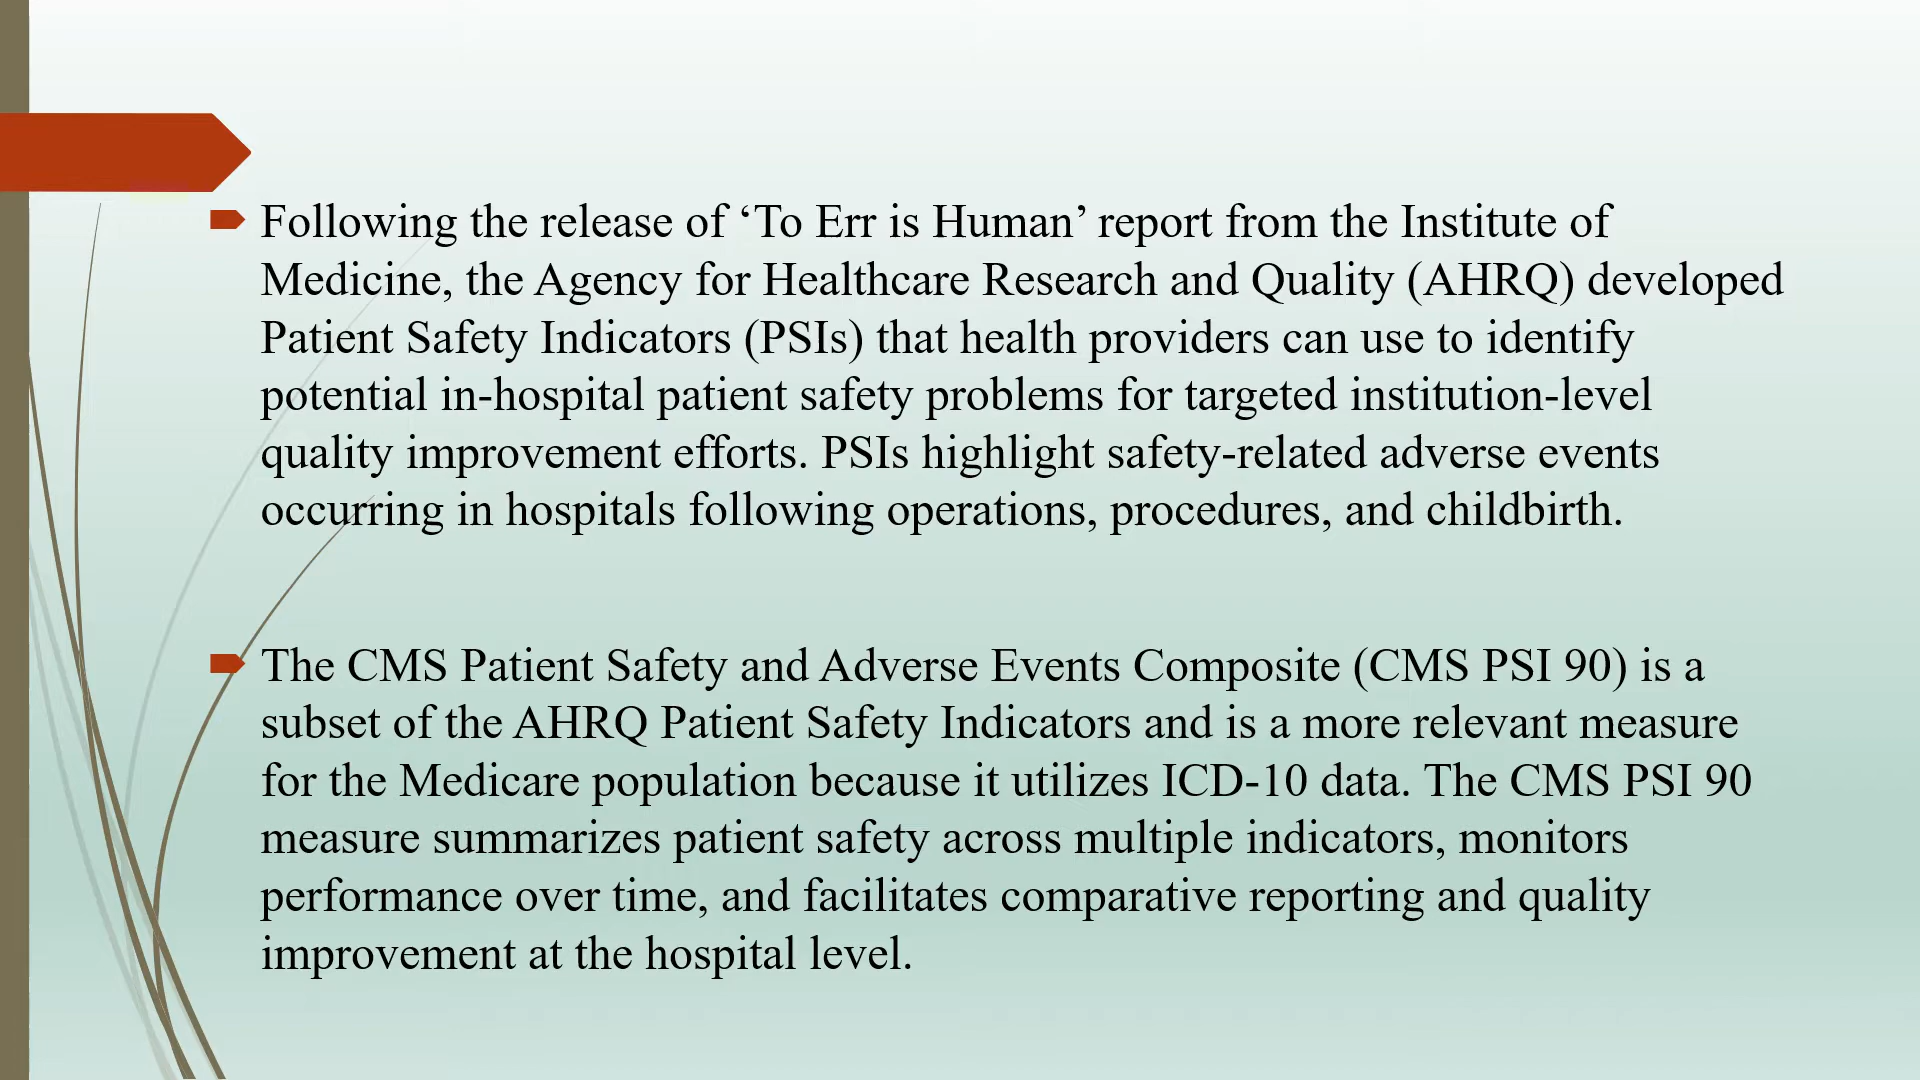 Following the release of ‘To Err is Human’ report from the Institute of
Medicine, the Agency for Healthcare Research and Quality (AHRQ) developed
Patient Safety Indicators (PSIs) that health providers can use to identify
potential in-hospital patient safety problems for targeted institution-level
quality improvement efforts. PSIs highlight safety-related adverse events
occurring in hospitals following operations, procedures, and childbirth.
The CMS Patient Safety and Adverse Events Composite (CMS PSI 90) is a
subset of the AHRQ Patient Safety Indicators and is a more relevant measure
for the Medicare population because it utilizes ICD-10 data. The CMS PSI 90
measure summarizes patient safety across multiple indicators, monitors
performance over time, and facilitates comparative reporting and quality
improvement at the hospital level.